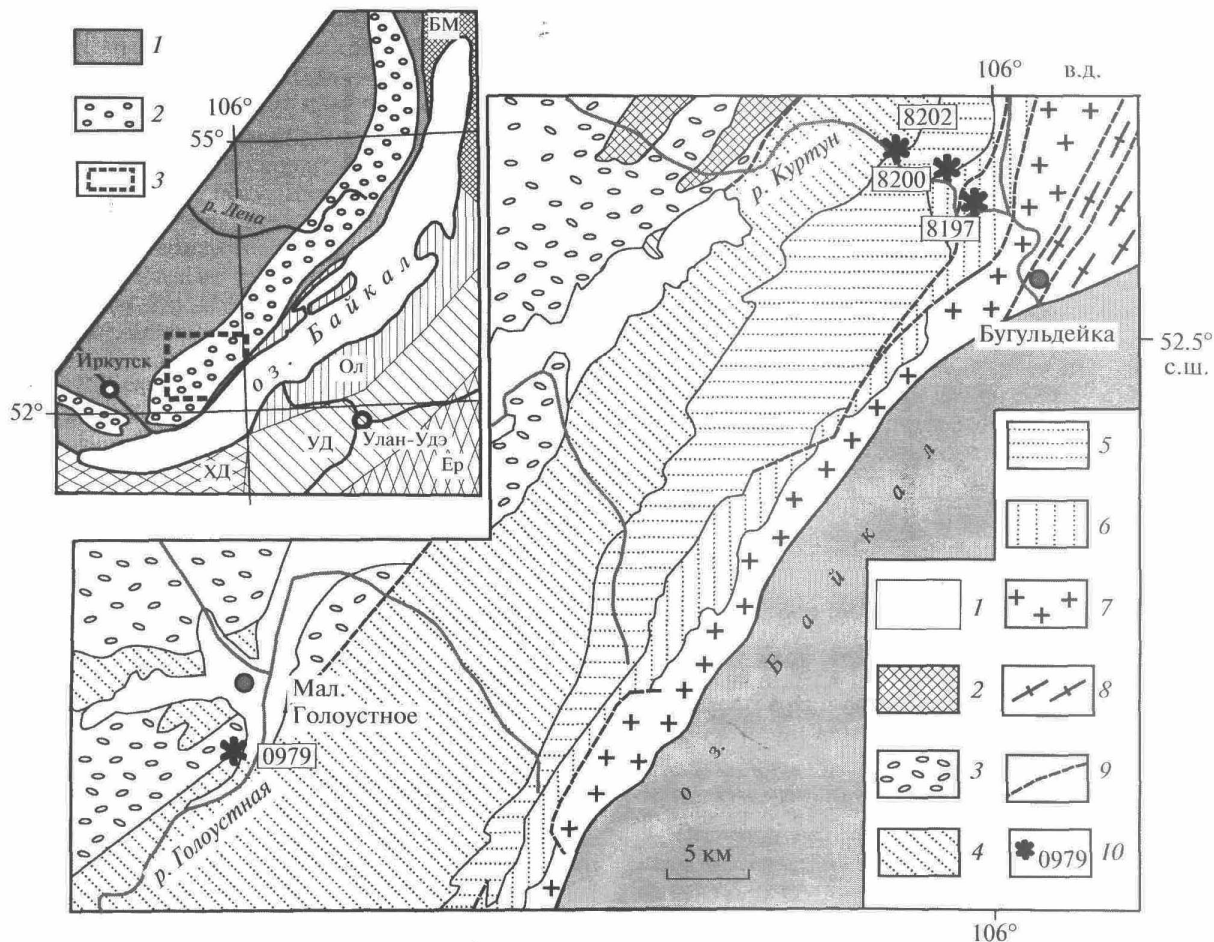 1
2
3
БМ
106°
55°
р. Лена
оз. Байкал
Иркутск
52°
Ол
УД
Улан-Удэ
ХД
Ер
106°
в.д.
8202
р. Куртун
8200
8197
Бугульдейка
52.5°
с.ш.
оз. Байкал
Мал.
Голоустное
0979
р. Голоустная
5 км
5
6
1
7
2
8
3
9
4
0979
10
106°